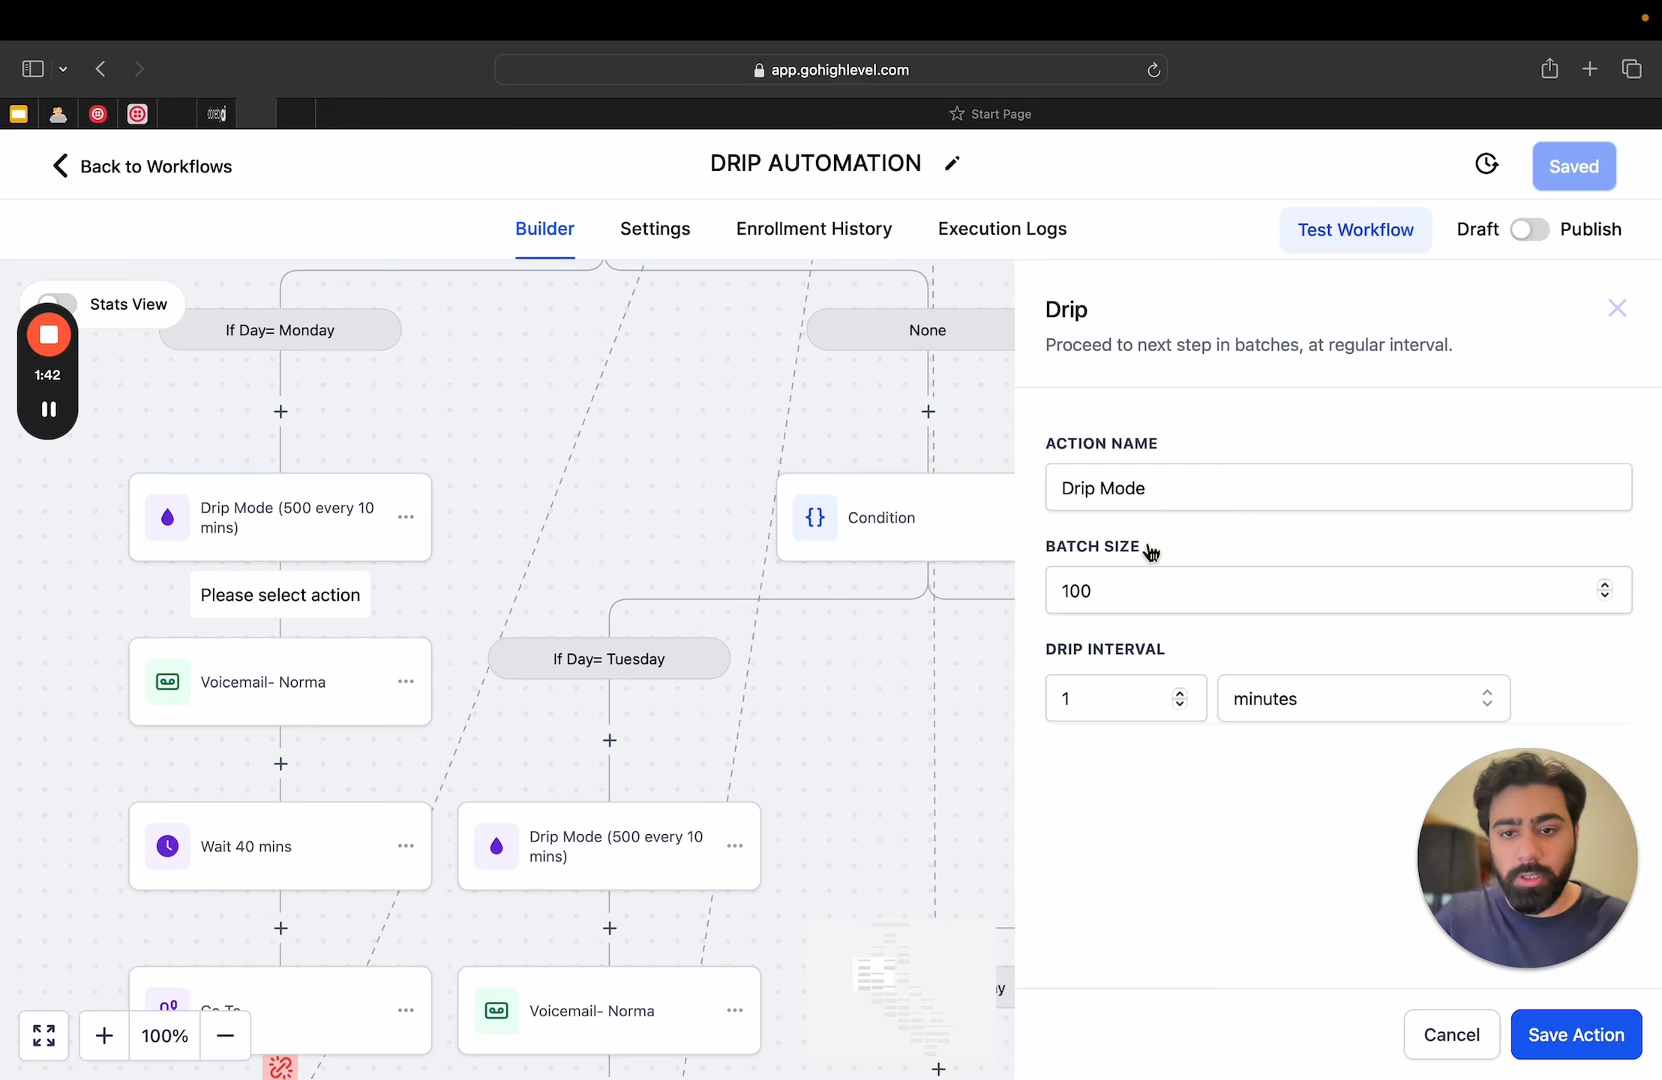 app.gohighlevel.com
Start Page
Back to Workflows
DRIP AUTOMATION
Saved
Builder
Settings
Enrollment History
Execution Logs
Test Workflow
Draft
Publish
Stats View
1:42
If Day= Monday
None
Drip Mode (500 every 10
mins)
Condition
Please select action
Voicemail- Norma
If Day= Tuesday
Wait 40 mins
Drip Mode (500 every 10
mins)
Go To
Voicemail- Norma
ay
100%
Drip
Proceed to next step in batches, at regular interval.
ACTION NAME
Drip Mode
BATCH SIZE
100
DRIP INTERVAL
1
minutes
Cancel
Save Action